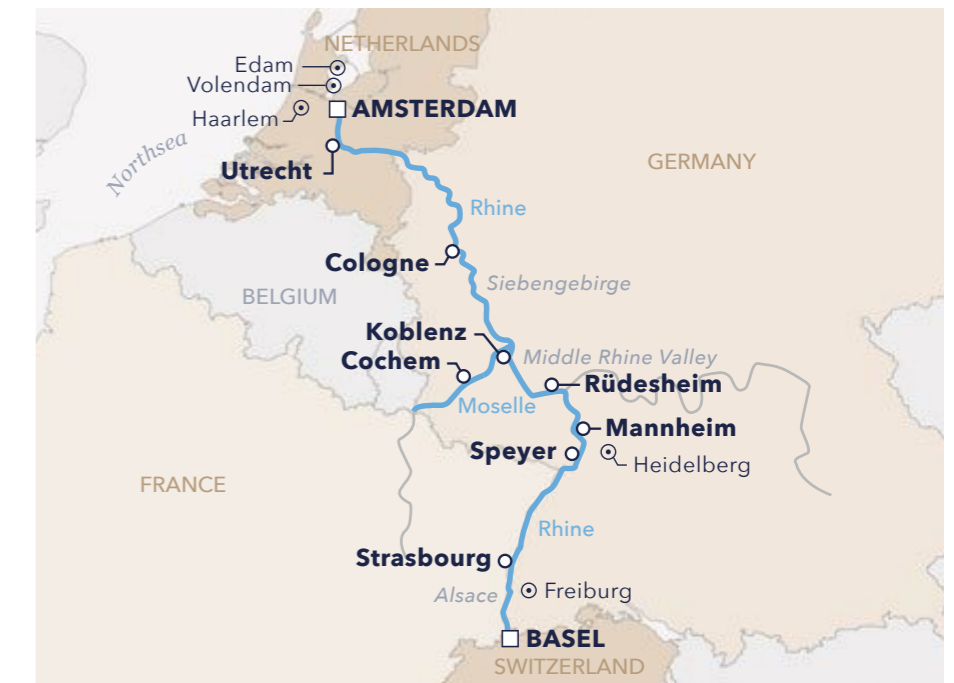 NETHERLANDS
Edam
Volendam
Haarlem
AMSTERDAM
Northsea
Utrecht
GERMANY
Rhine
Cologne
Siebengebirge
BELGIUM
Koblenz
Middle Rhine Valley
Cochem
Rüdesheim
Moselle
Mannheim
Speyer
Heidelberg
FRANCE
Rhine
Strasbourg
Alsace
Freiburg
BASEL
SWITZERLAND